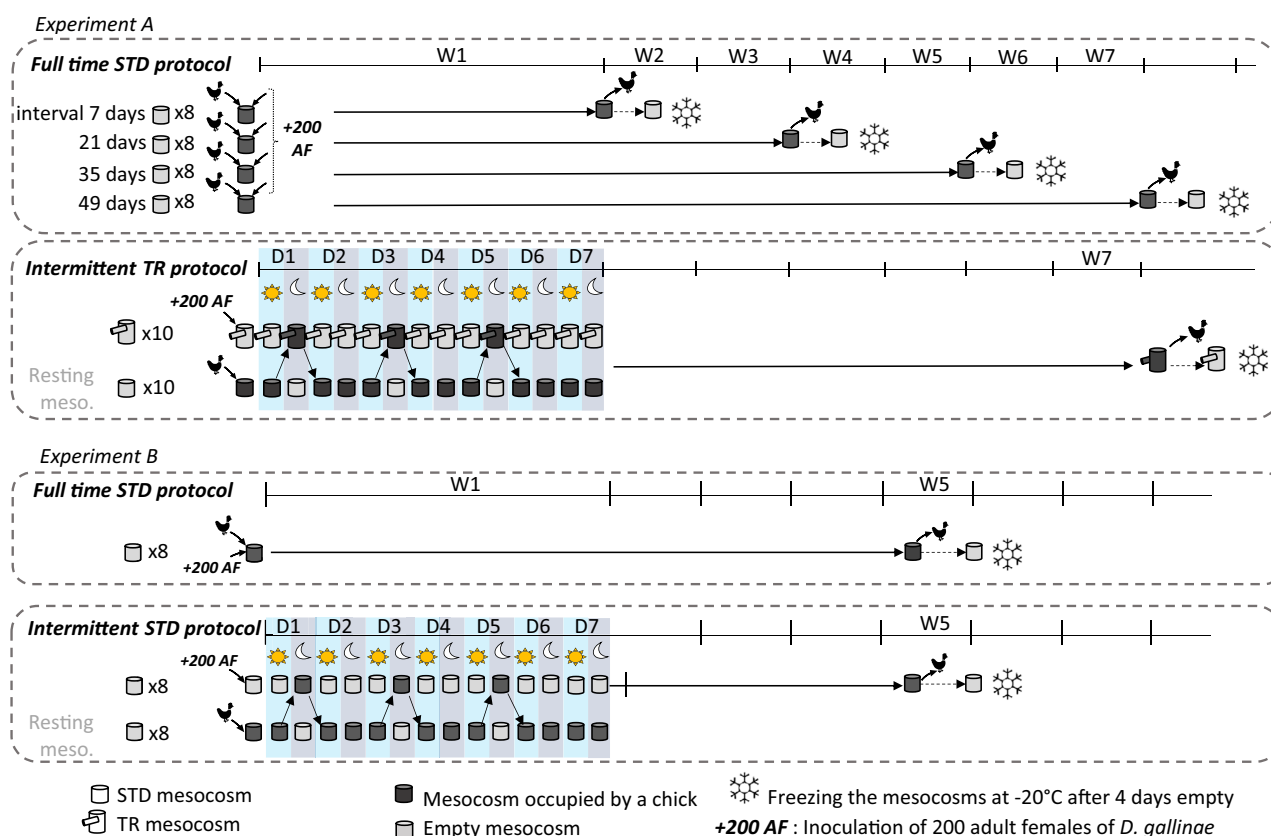 Experiment A
Full time STD protocol
W1 W2 W3 W4 W5 W6 W7
interval 7 days x8
21 days x8
35 days x8
49 days x8
+200 AF
Intermittent TR protocol
D1 D2 D3 D4 D5 D6 D7 W7
+200 AF
x10
Resting meso. x10
Experiment B
Full time STD protocol
W1 W5
x8
+200 AF
Intermittent STD protocol
D1 D2 D3 D4 D5 D6 D7 W5
+200 AF
x8
Resting meso. x8
STD mesocosm
TR mesocosm
Mesocosm occupied by a chick
Empty mesocosm
Freezing the mesocosms at -20°C after 4 days empty
+200 AF : Inoculation of 200 adult females of D. gallinae